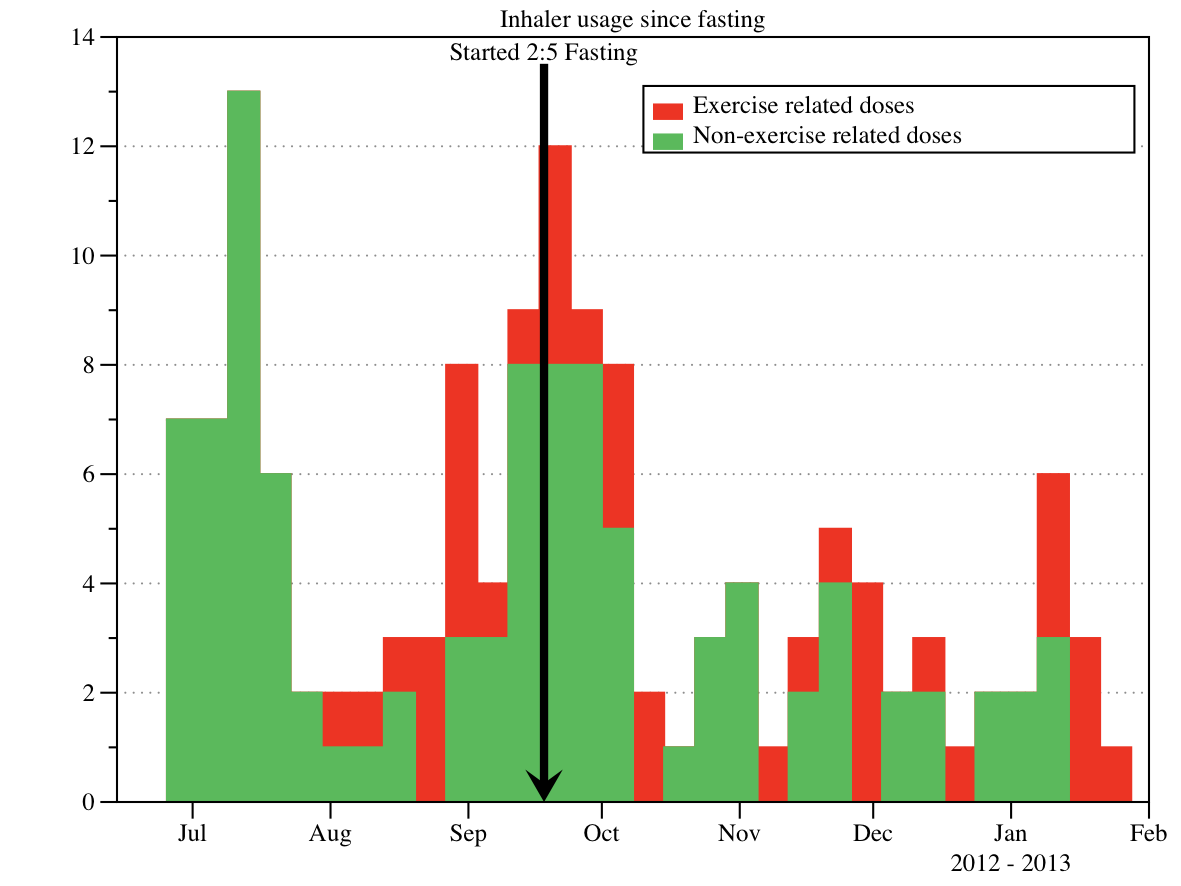 Inhaler usage since fasting
14
Started 2:5 Fasting
Exercise related doses
12
Non-exercise related doses
10
8
6
4
2
0
Jul Aug Sep Oct Nov Dec Jan Feb
2012 - 2013